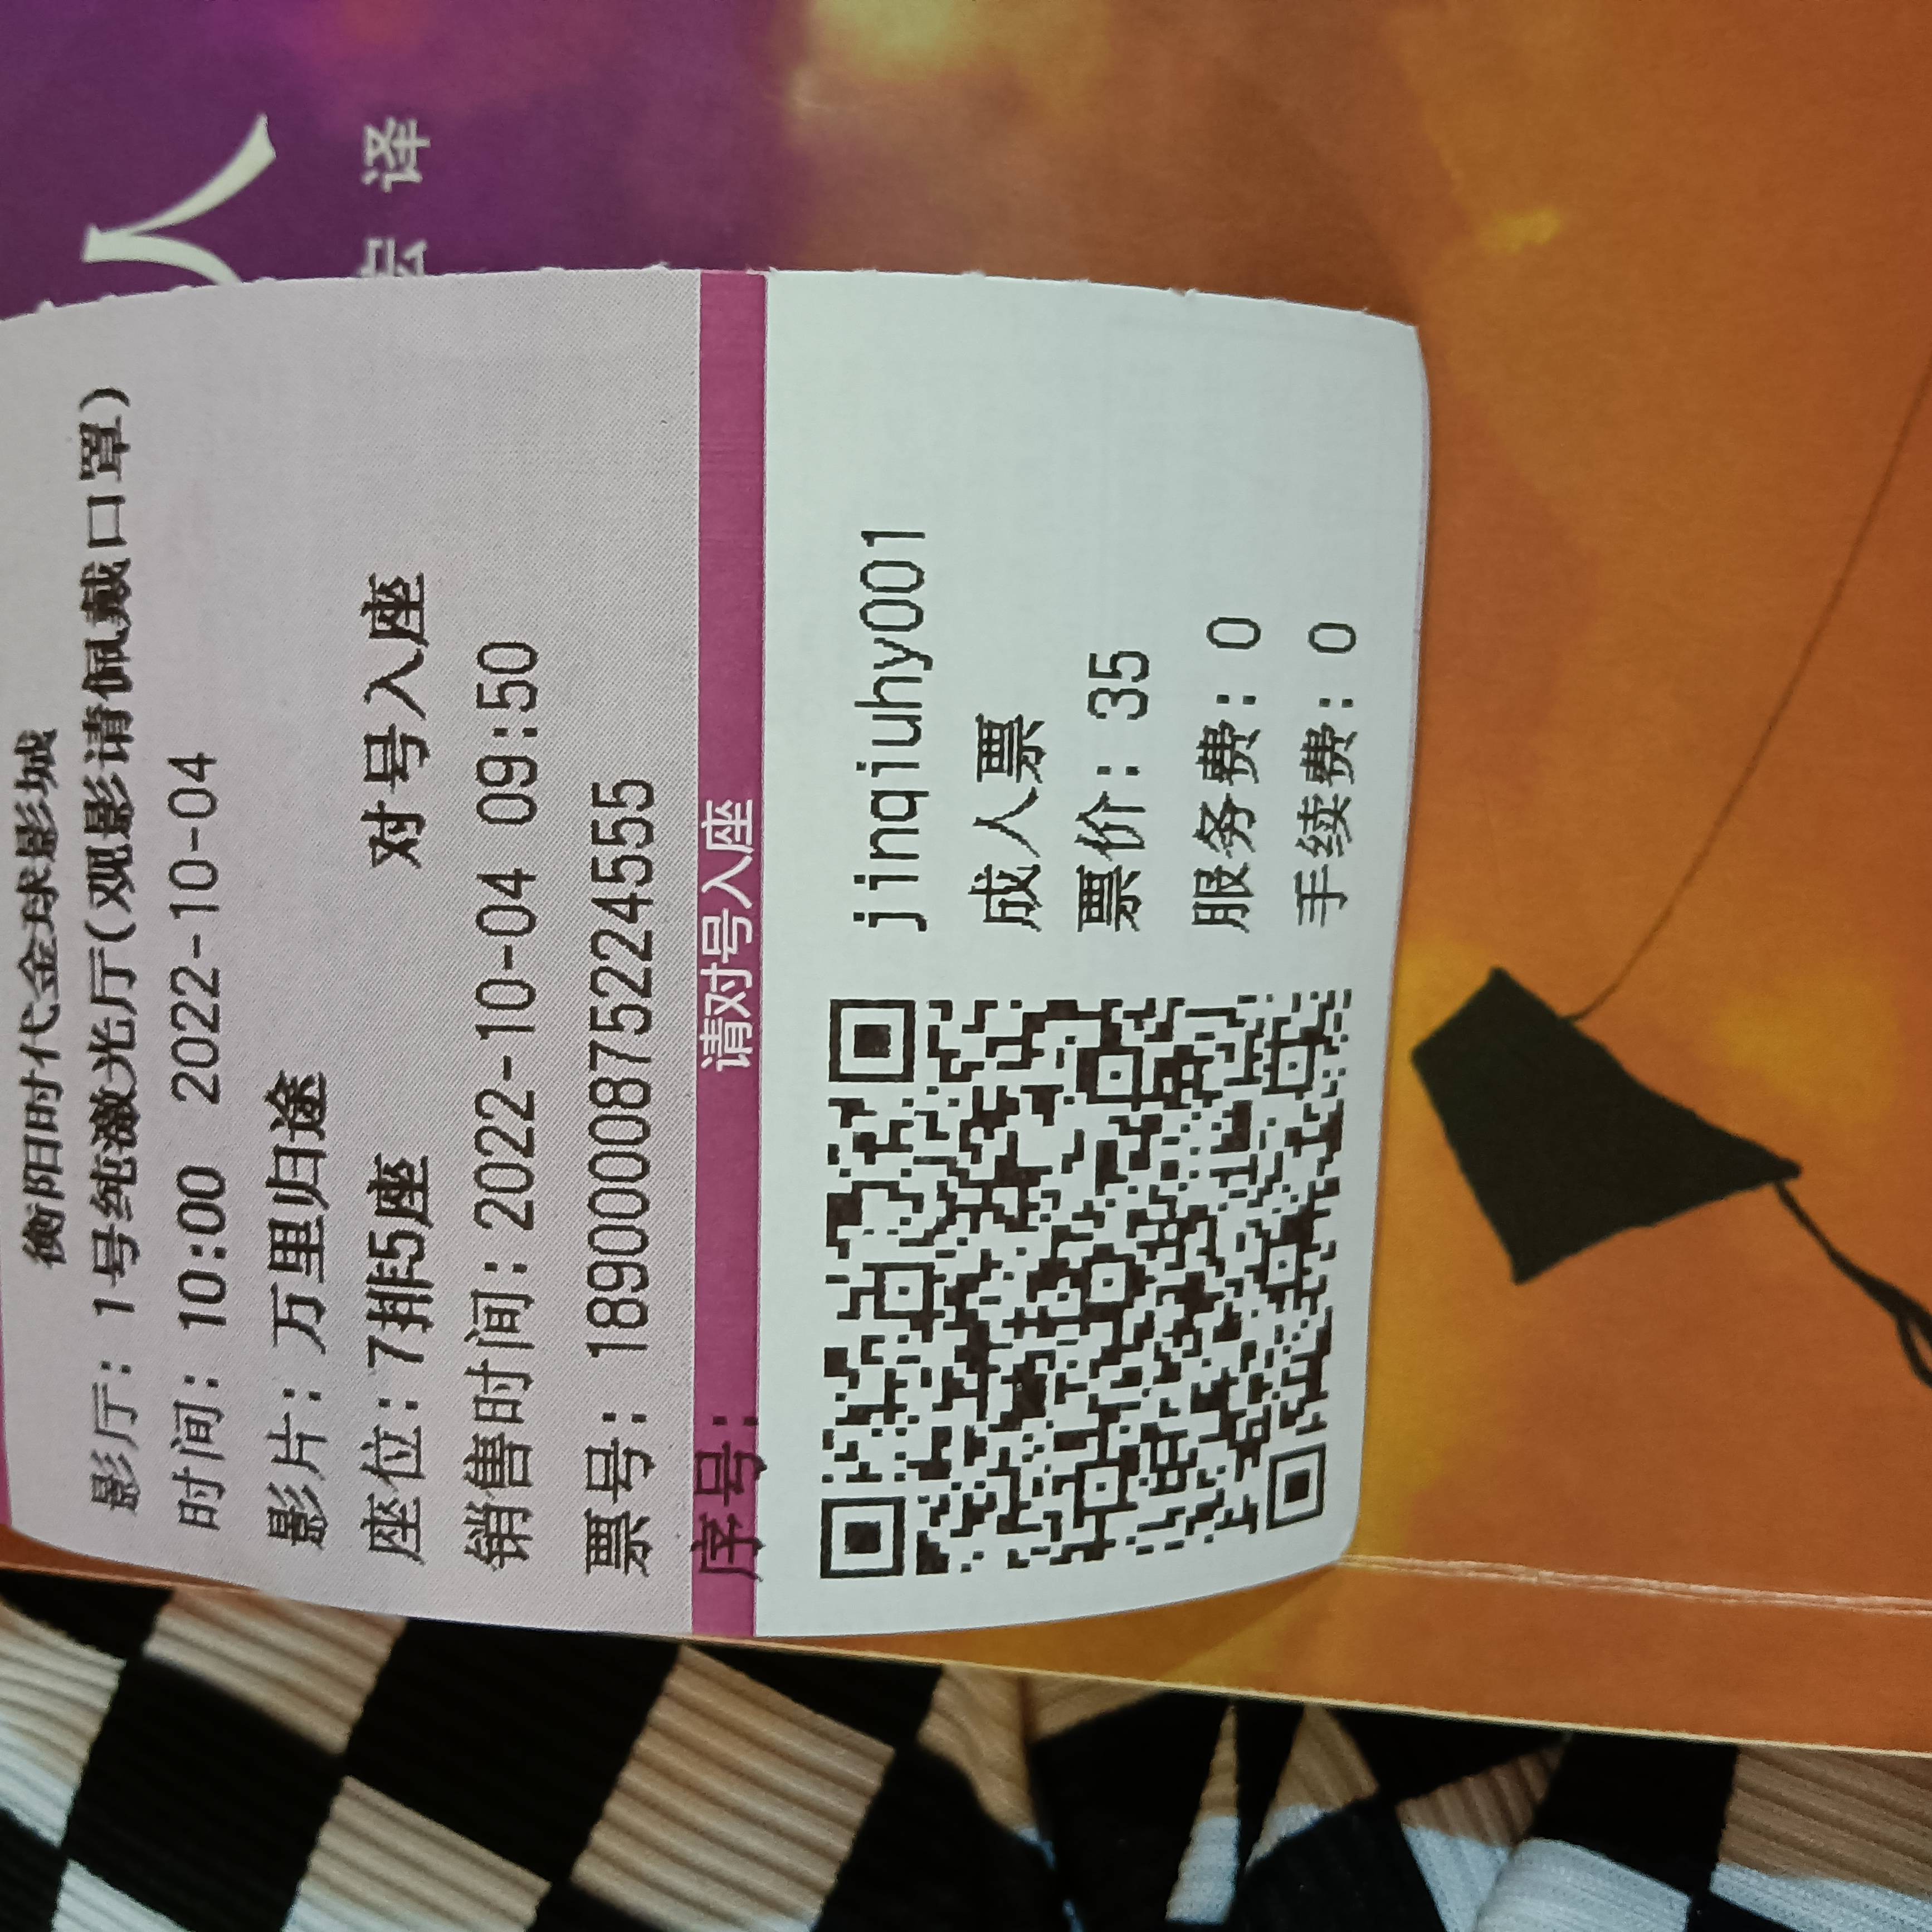 人
译
衡阳时代金球影城
影厅: 1号纯激光厅(观影请佩戴口罩)
时间: 10:00 2022-10-04
影片: 万里归途
座位: 7排5座 对号入座
销售时间: 2022-10-04 09:50
票号: 1890000875224555
请对号入座
序号:
jinqiuhy001
成人票
票价: 35
服务费: 0
手续费: 0